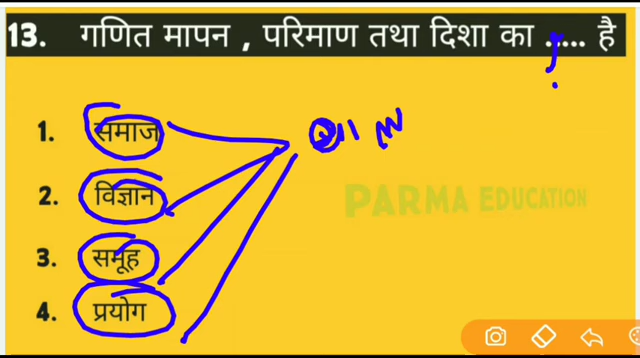 13. गणित मापन , परिमाण तथा दिशा का ..... है
1. समाज
2. विज्ञान
3. समूह
4. प्रयोग
PARMA EDUCATION